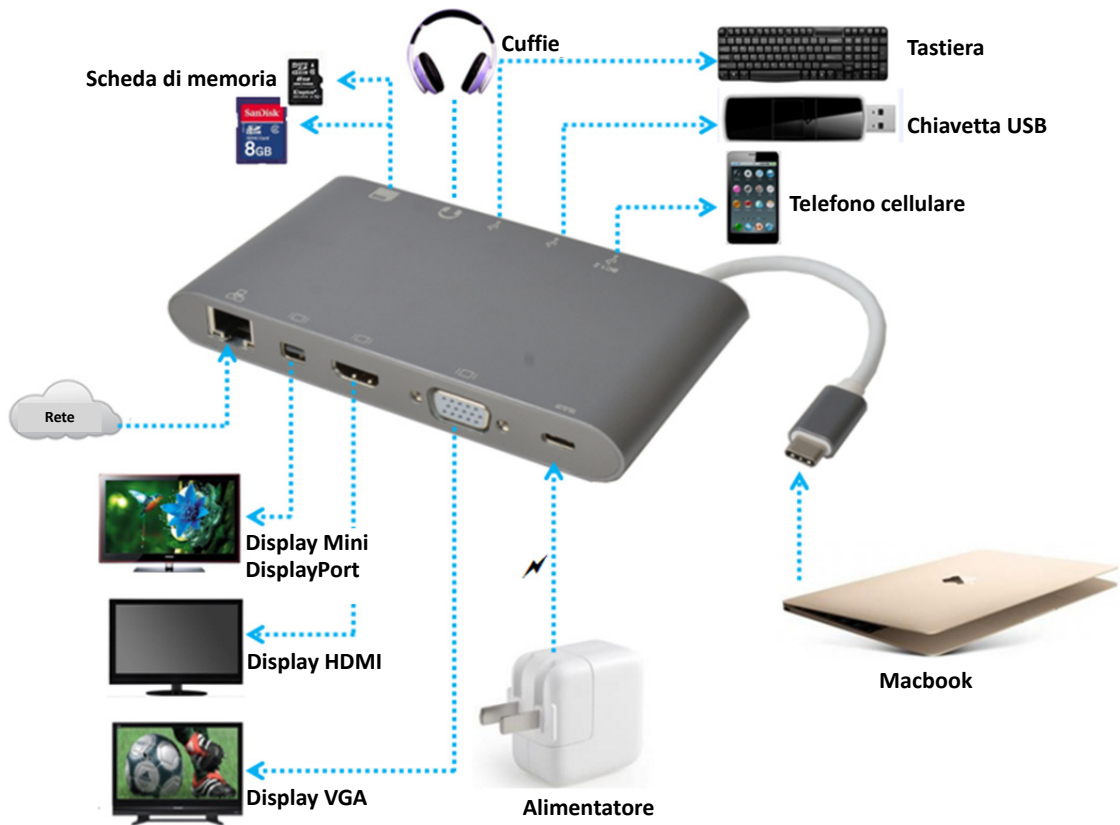 Cuffie
Tastiera
Scheda di memoria
SanDisk
8GB
Chiavetta USB
Telefono cellulare
Rete
Display Mini
DisplayPort
Display HDMI
Macbook
Display VGA
Alimentatore